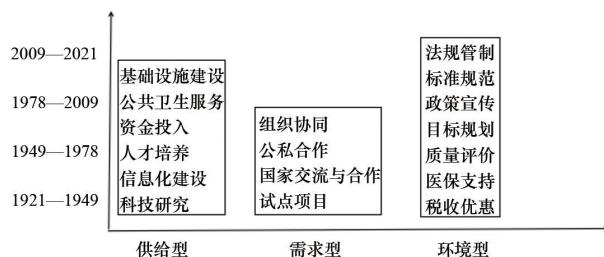 2009—2021
1978—2009
1949—1978
1921—1949
基础设施建设
公共卫生服务
资金投入
人才培养
信息化建设
科技研究
组织协同
公私合作
国家交流与合作
试点项目
法规管制
标准规范
政策宣传
目标规划
质量评价
医保支持
税收优惠
供给型
需求型
环境型